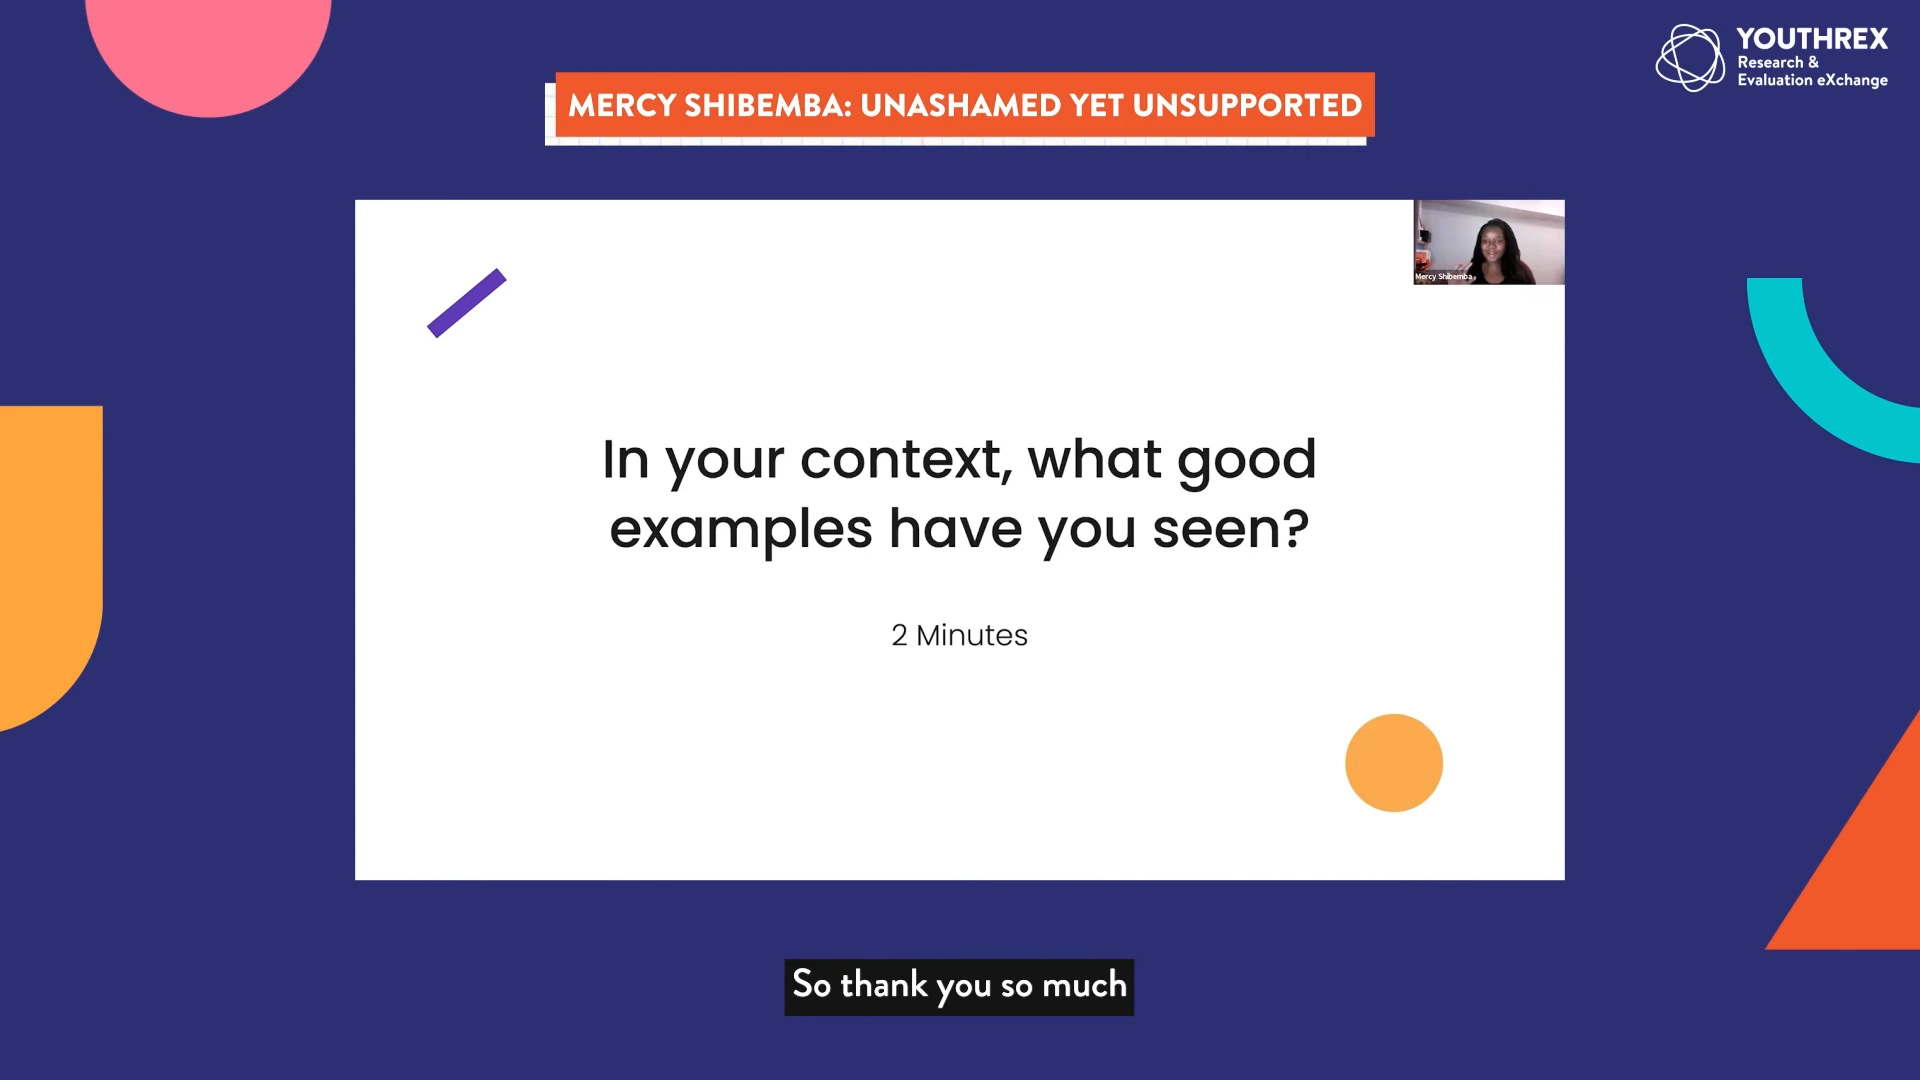 YOUTHREX
Research &
Evaluation eXchange
MERCY SHIBEMBA: UNASHAMED YET UNSUPPORTED
Mercy Shibemba
In your context, what good
examples have you seen?
2 Minutes
So thank you so much